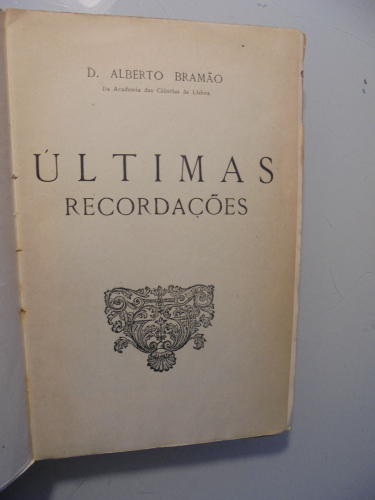 D. ALBERTO BRAMÃO
Da Academia das Ciências de Lisboa
ÚLTIMAS
RECORDAÇÕES